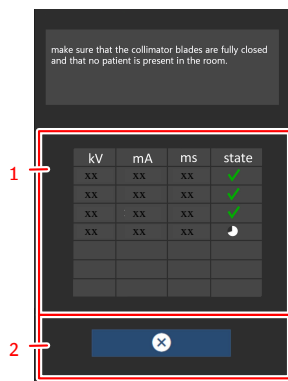 make sure that the collimator blades are fully closed
and that no patient is present in the room.
kV mA ms state
1
xx xx xx
xx xx xx
xx xx xx
xx xx xx
2